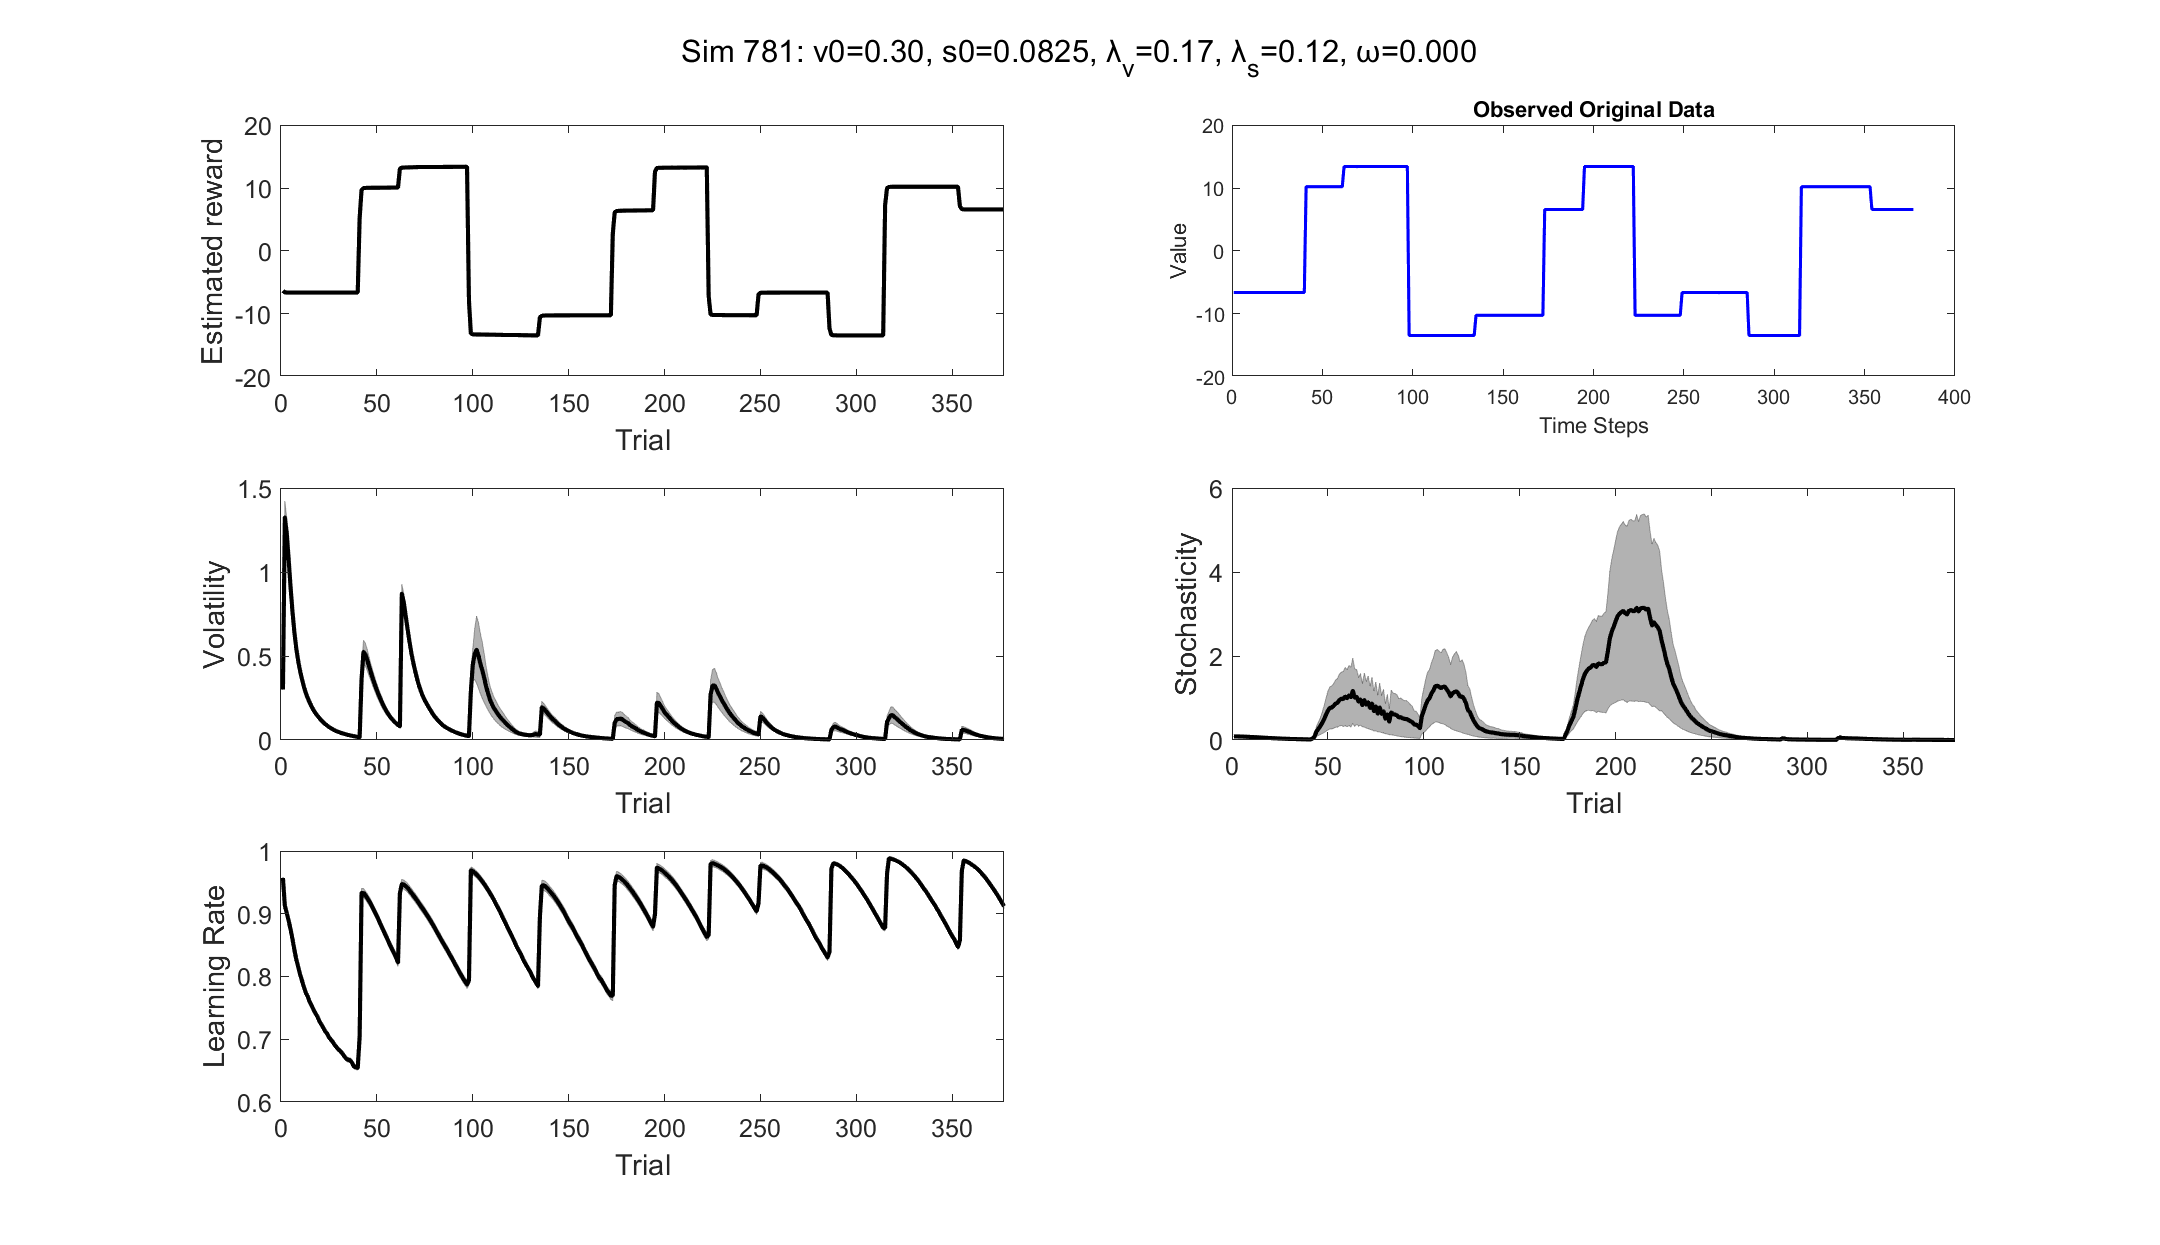 Sim 781: v0=0.30, s0=0.0825, λv=0.17, λs=0.12, ω=0.000
Estimated reward
20
10
0
-10
-20
0 50 100 150 200 250 300 350
Trial
Observed Original Data
Value
20
10
0
-10
-20
0 50 100 150 200 250 300 350 400
Time Steps
Volatility
1.5
1
0.5
0
0 50 100 150 200 250 300 350
Trial
Stochasticity
6
4
2
0
0 50 100 150 200 250 300 350
Trial
Learning Rate
1
0.9
0.8
0.7
0.6
0 50 100 150 200 250 300 350
Trial